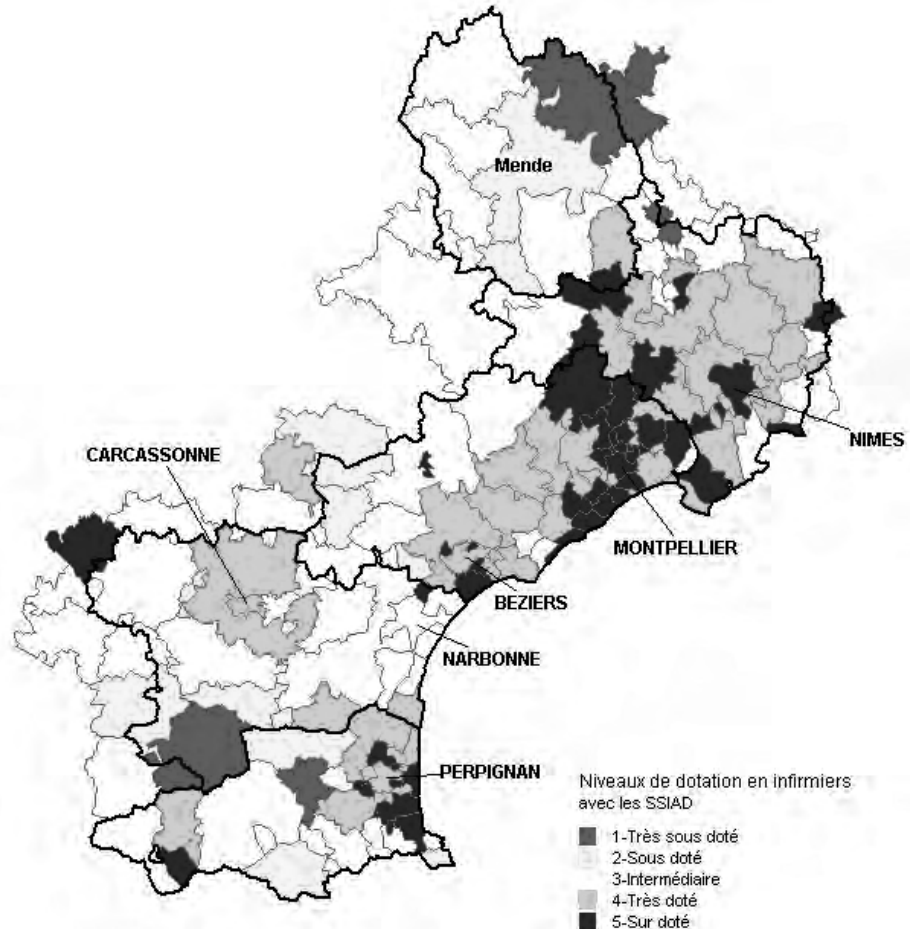 Mende
CARCASSONNE
NIMES
MONTPELLIER
BEZIERS
NARBONNE
PERPIGNAN
Niveaux de dotation en infirmiers
avec les SSIAD
1-Très sous doté
2-Sous doté
3-Intermédiaire
4-Très doté
5-Sur doté